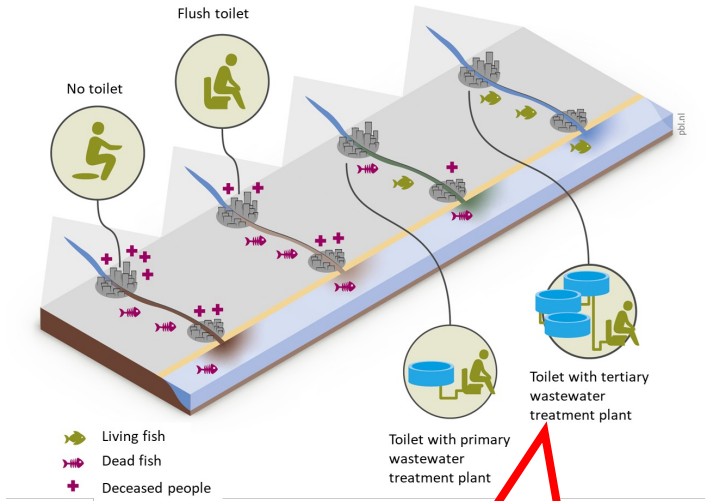 Flush toilet
No toilet
pbl.nl
Toilet with tertiary
wastewater
treatment plant
Toilet with primary
wastewater
treatment plant
Living fish
Dead fish
Deceased people